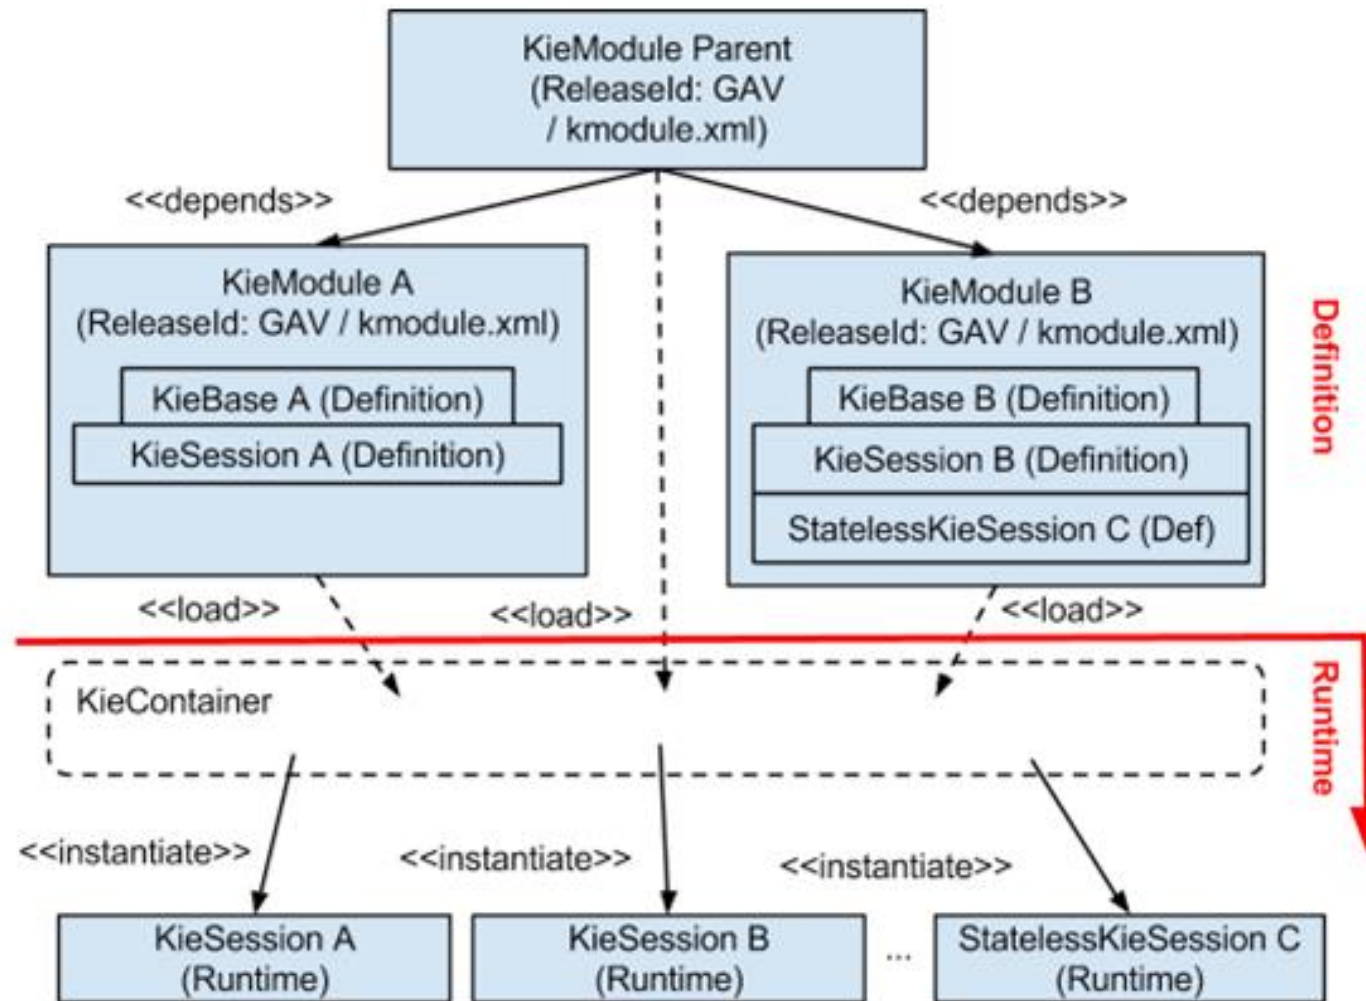 KieModule Parent
(ReleaseId: GAV
/ kmodule.xml)
<<depends>>
<<depends>>
KieModule A
(ReleaseId: GAV / kmodule.xml)
KieBase A (Definition)
KieSession A (Definition)
KieModule B
(ReleaseId: GAV / kmodule.xml)
KieBase B (Definition)
KieSession B (Definition)
StatelessKieSession C (Def)
Definition
<<load>>
<<load>>
<<load>>
KieContainer
Runtime
<<instantiate>>
<<instantiate>>
<<instantiate>>
KieSession A
(Runtime)
KieSession B
(Runtime)
...
StatelessKieSession C
(Runtime)